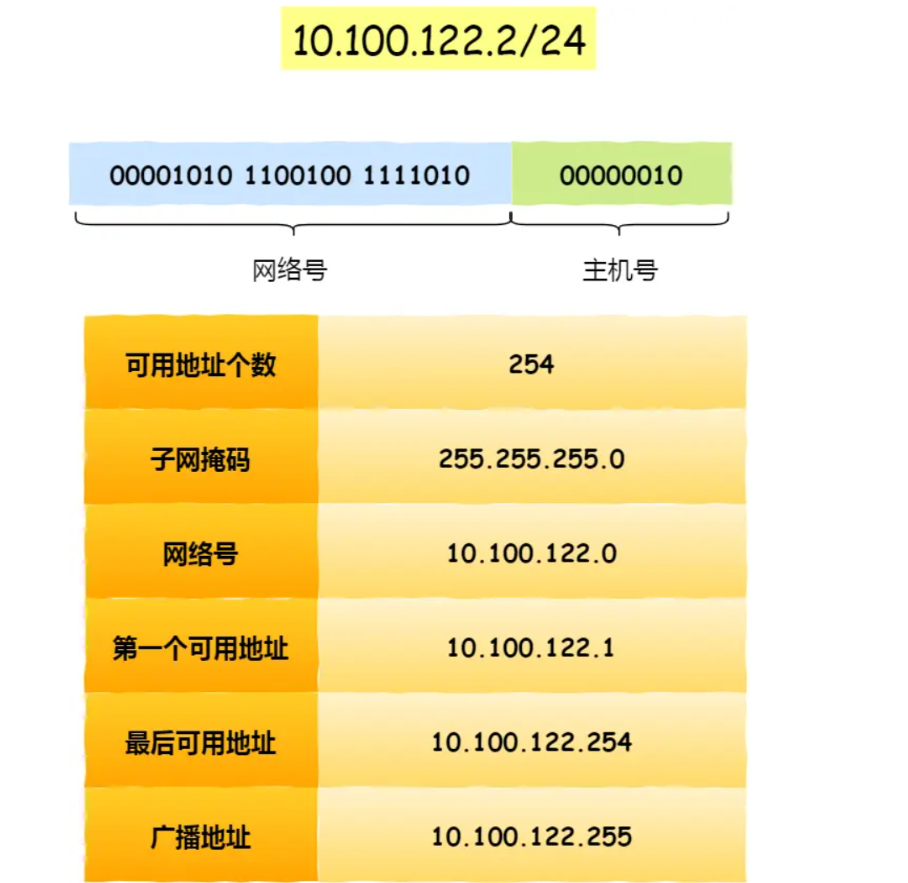 10.100.122.2/24
00001010 1100100 1111010 00000010
网络号 主机号
可用地址个数 254
子网掩码 255.255.255.0
网络号 10.100.122.0
第一个可用地址 10.100.122.1
最后可用地址 10.100.122.254
广播地址 10.100.122.255